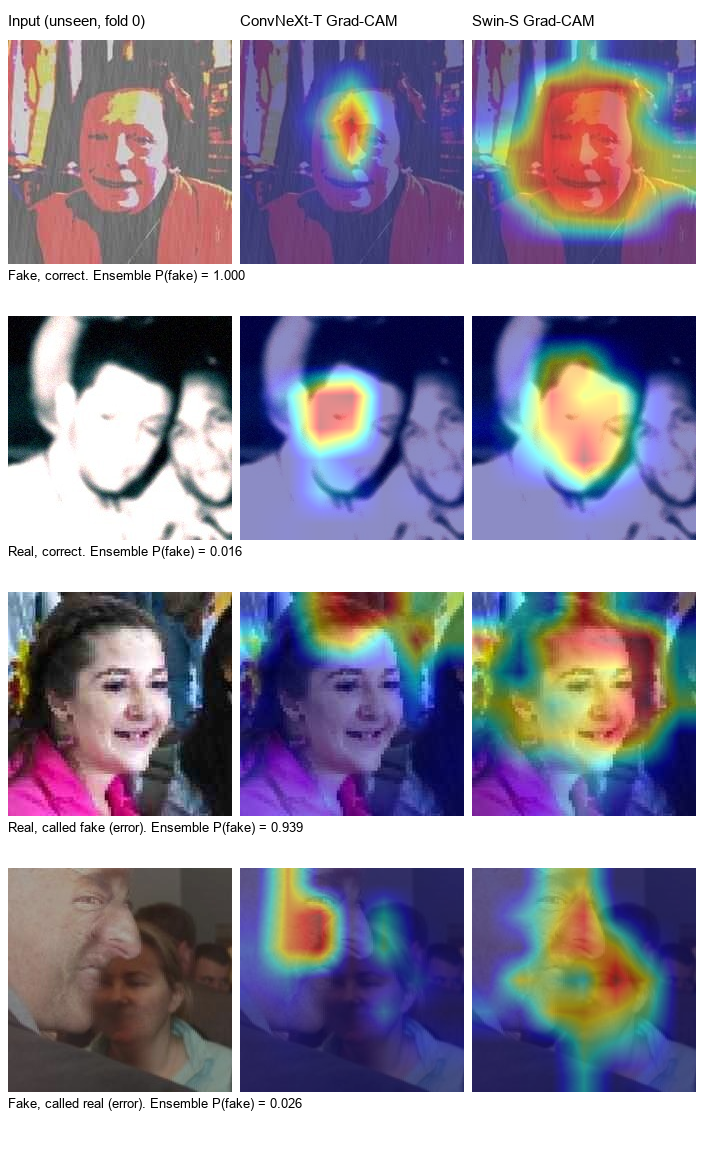 Input (unseen, fold 0)
ConvNeXt-T Grad-CAM
Swin-S Grad-CAM
Fake, correct. Ensemble P(fake) = 1.000
Real, correct. Ensemble P(fake) = 0.016
Real, called fake (error). Ensemble P(fake) = 0.939
Fake, called real (error). Ensemble P(fake) = 0.026